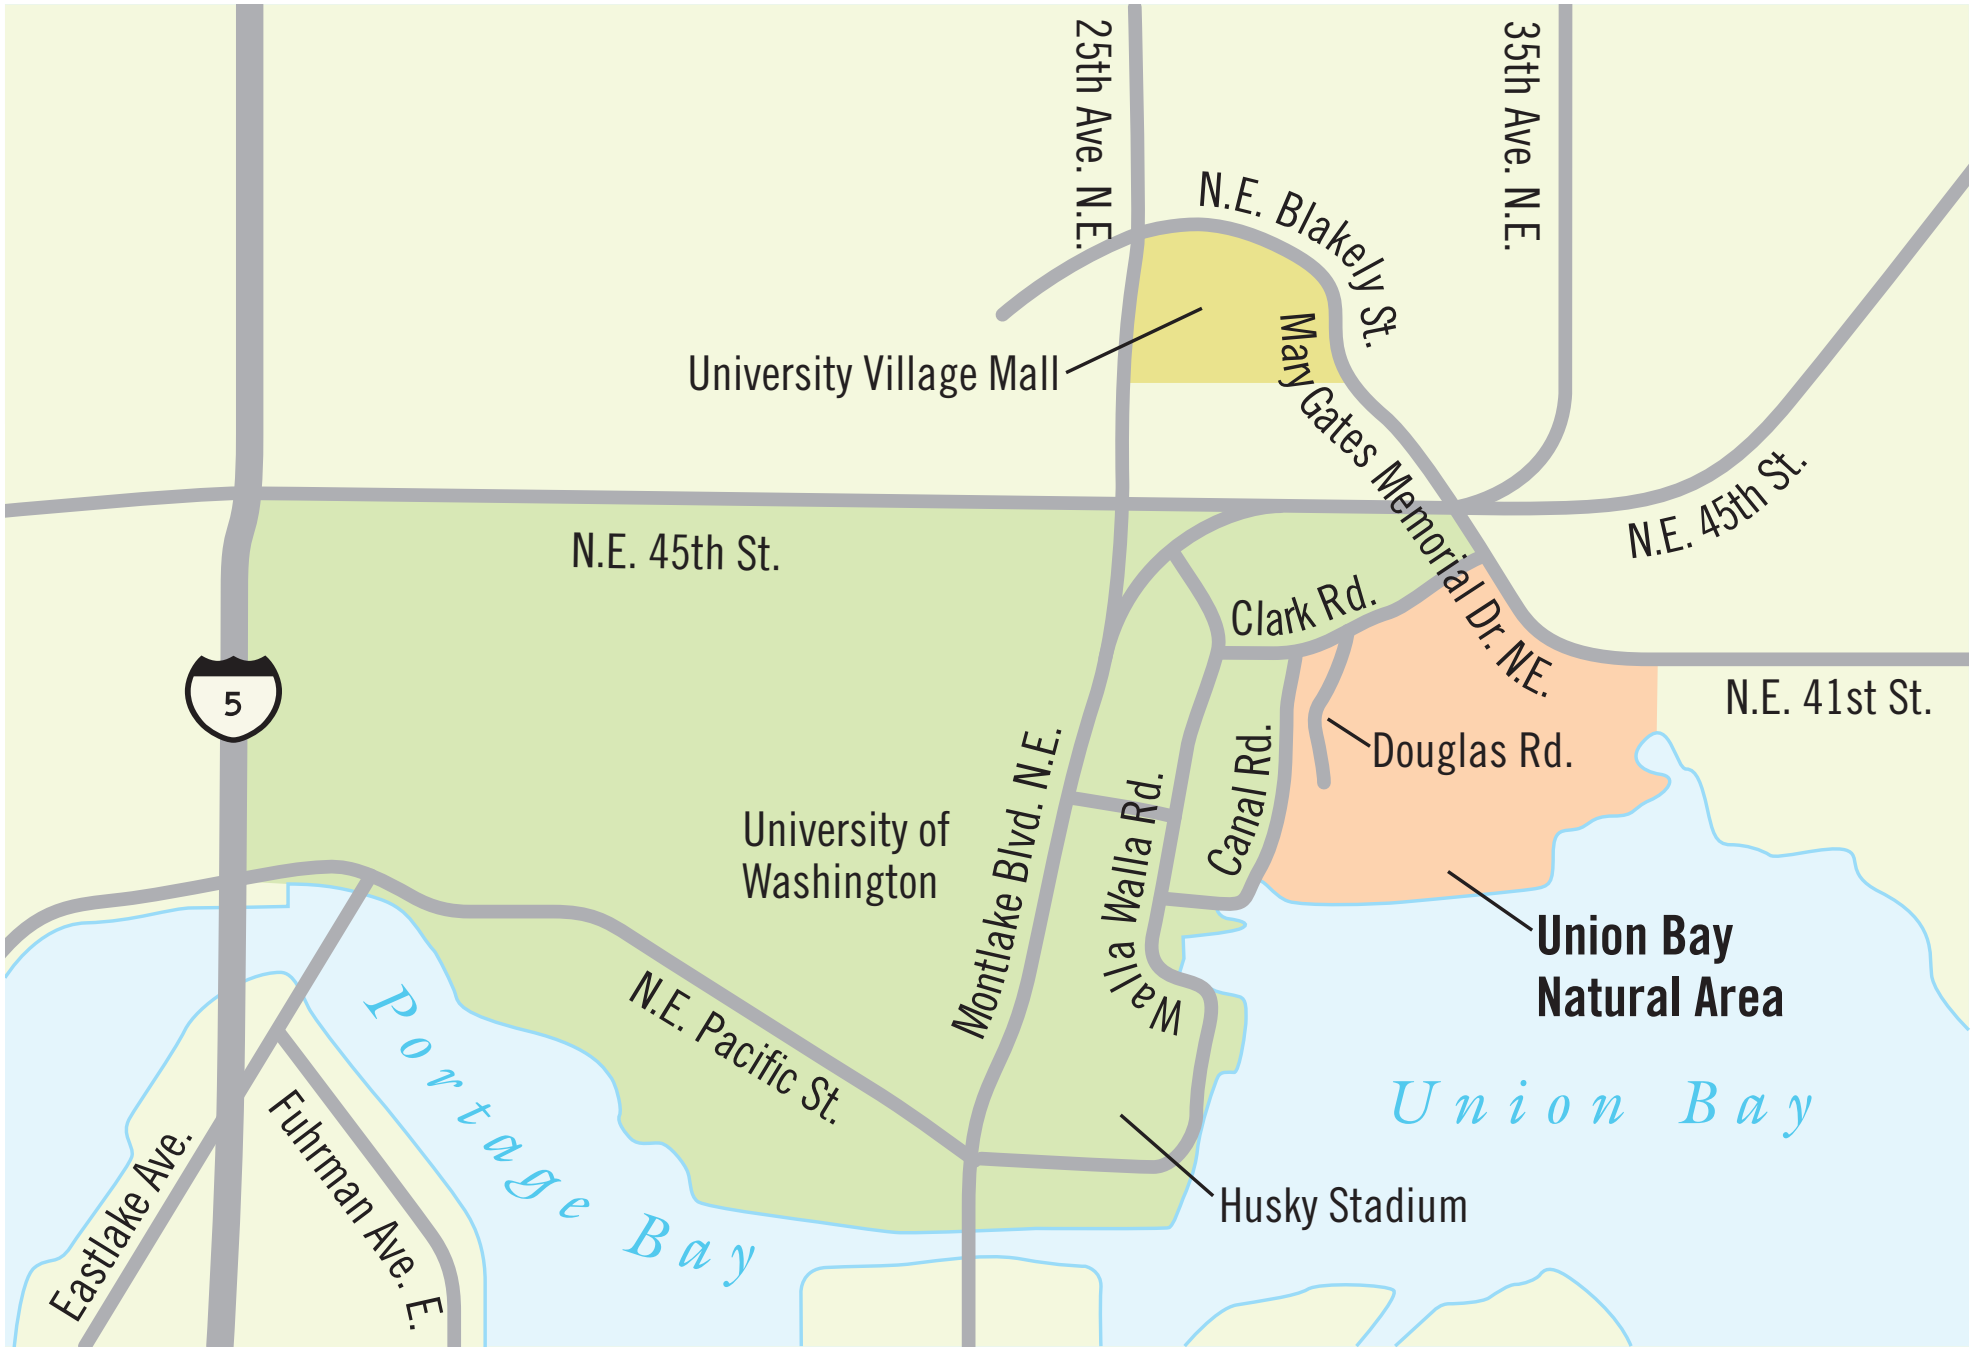 25th Ave. N.E.
35th Ave. N.E.
N.E. Blakely St.
University Village Mall
Mary Gates Memorial Dr. N.E.
N.E. 45th St.
N.E. 45th St.
Clark Rd.
5
N.E. 41st St.
Douglas Rd.
Canal Rd.
Montlake Blvd. N.E.
Walla Walla Rd.
University of
Washington
Union Bay
Natural Area
N.E. Pacific St.
Portage Bay
Union Bay
Fuhrman Ave. E.
Eastlake Ave.
Husky Stadium